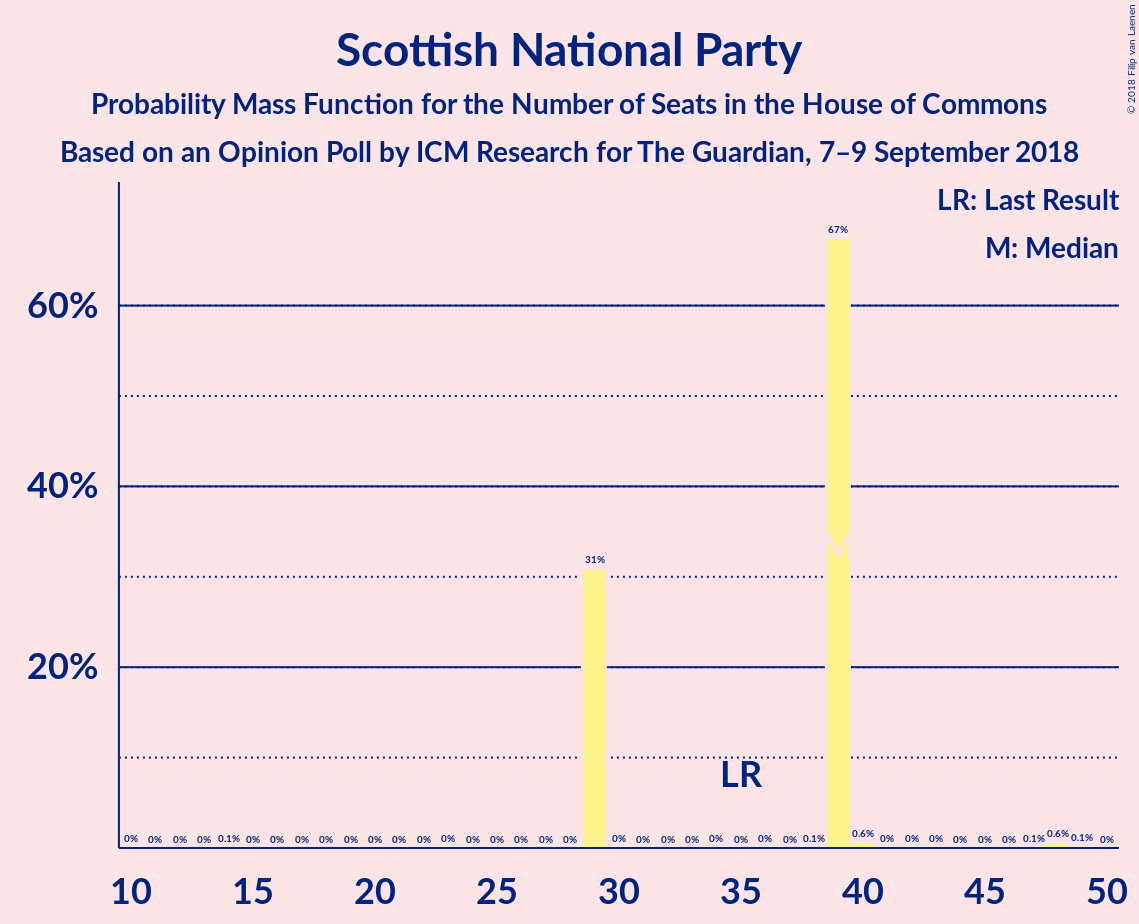 © 2018 Filip van Laenen
Scottish National Party
Probability Mass Function for the Number of Seats in the House of Commons
Based on an Opinion Poll by ICM Research for The Guardian, 7–9 September 2018
LR: Last Result
M: Median
67%
60%
40%
31%
20%
LR
M
0% 0% 0% 0% 0.1% 0% 0% 0% 0% 0% 0% 0% 0% 0% 0% 0% 0% 0% 0% 0% 0% 0% 0% 0% 0% 0% 0.1% 0.6% 0% 0% 0% 0% 0% 0% 0.1% 0.6% 0.1% 0%
10 15 20 25 30 35 40 45 50